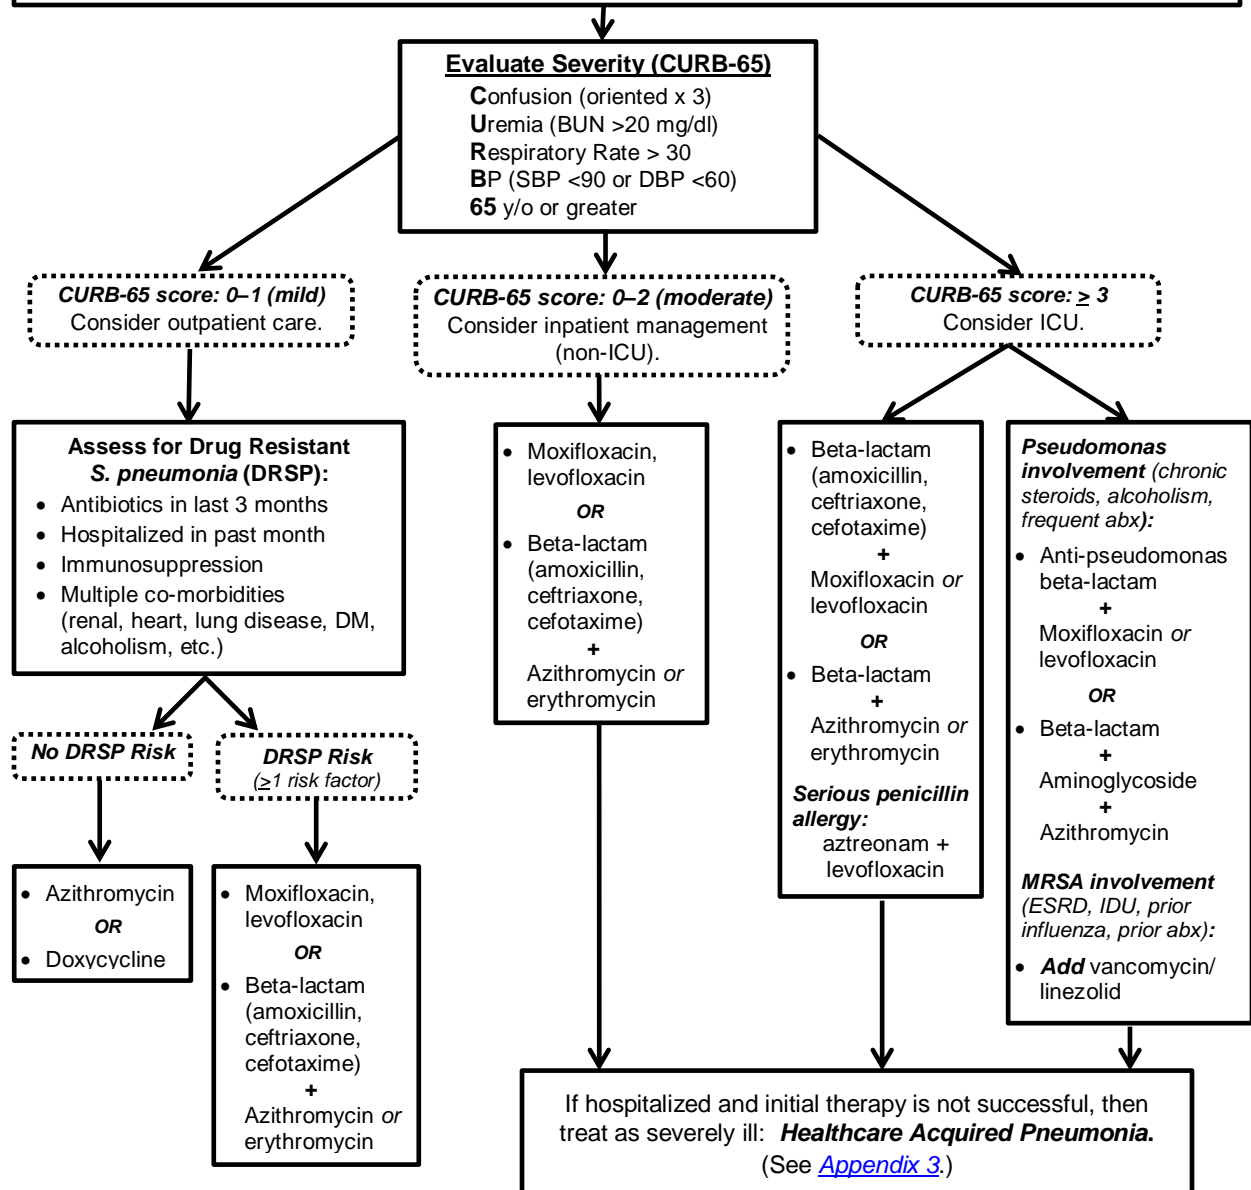 Evaluate Severity (CURB-65)
Confusion (oriented x 3)
Uremia (BUN >20 mg/dl)
Respiratory Rate > 30
BP (SBP <90 or DBP <60)
65 y/o or greater
CURB-65 score: 0–1 (mild)
Consider outpatient care.
CURB-65 score: 0–2 (moderate)
Consider inpatient management
(non-ICU).
CURB-65 score: ≥ 3
Consider ICU.
Assess for Drug Resistant
S. pneumonia (DRSP):
• Antibiotics in last 3 months
• Hospitalized in past month
• Immunosuppression
• Multiple co-morbidities
(renal, heart, lung disease, DM,
alcoholism, etc.)
No DRSP Risk
DRSP Risk
(≥1 risk factor)
• Azithromycin
OR
• Doxycycline
• Moxifloxacin,
levofloxacin
OR
• Beta-lactam
(amoxicillin,
ceftriaxone,
cefotaxime)
+
Azithromycin or
erythromycin
• Moxifloxacin,
levofloxacin
OR
• Beta-lactam
(amoxicillin,
ceftriaxone,
cefotaxime)
+
Azithromycin or
erythromycin
• Beta-lactam
(amoxicillin,
ceftriaxone,
cefotaxime)
+
Moxifloxacin or
levofloxacin
OR
• Beta-lactam
+
Azithromycin or
erythromycin
Serious penicillin
allergy:
aztreonam +
levofloxacin
Pseudomonas
involvement (chronic
steroids, alcoholism,
frequent abx):
• Anti-pseudomonas
beta-lactam
+
Moxifloxacin or
levofloxacin
OR
• Beta-lactam
+
Aminoglycoside
+
Azithromycin
MRSA involvement
(ESRD, IDU, prior
influenza, prior abx):
• Add vancomycin/
linezolid
If hospitalized and initial therapy is not successful, then
treat as severely ill: Healthcare Acquired Pneumonia.
(See Appendix 3.)